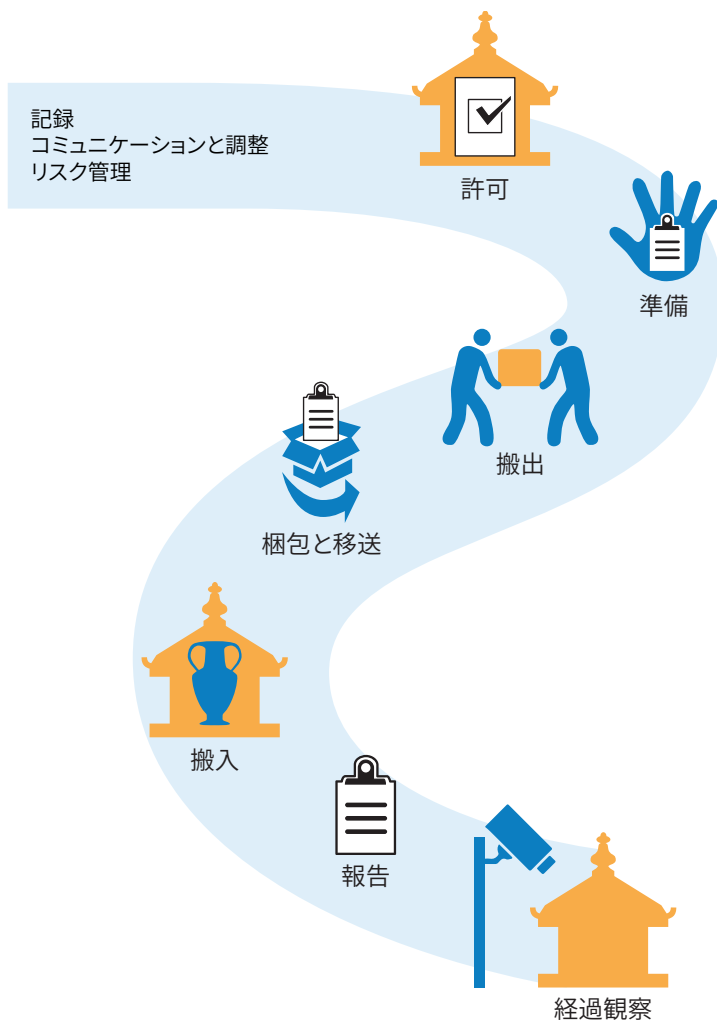 記録
コミュニケーションと調整
リスク管理
許可
準備
搬出
梱包と移送
搬入
報告
経過観察